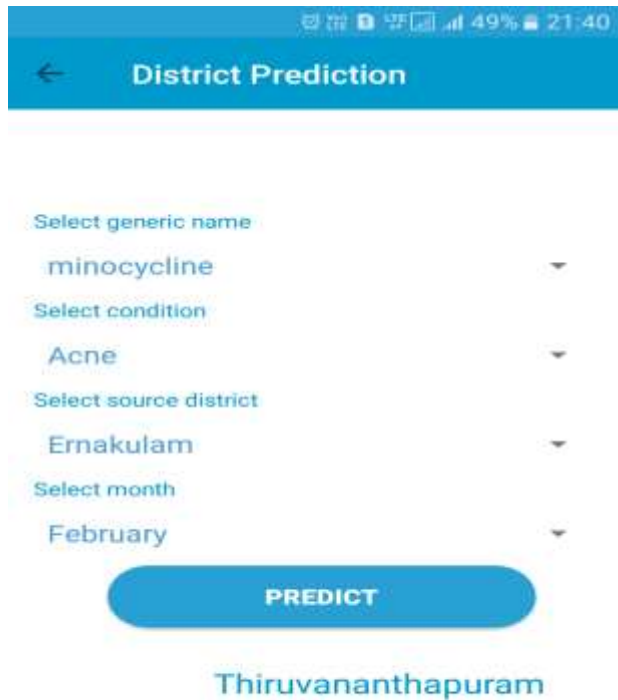 49% 21:40
District Prediction
Select generic name
minocycline
Select condition
Acne
Select source district
Ernakulam
Select month
February
PREDICT
Thiruvananthapuram